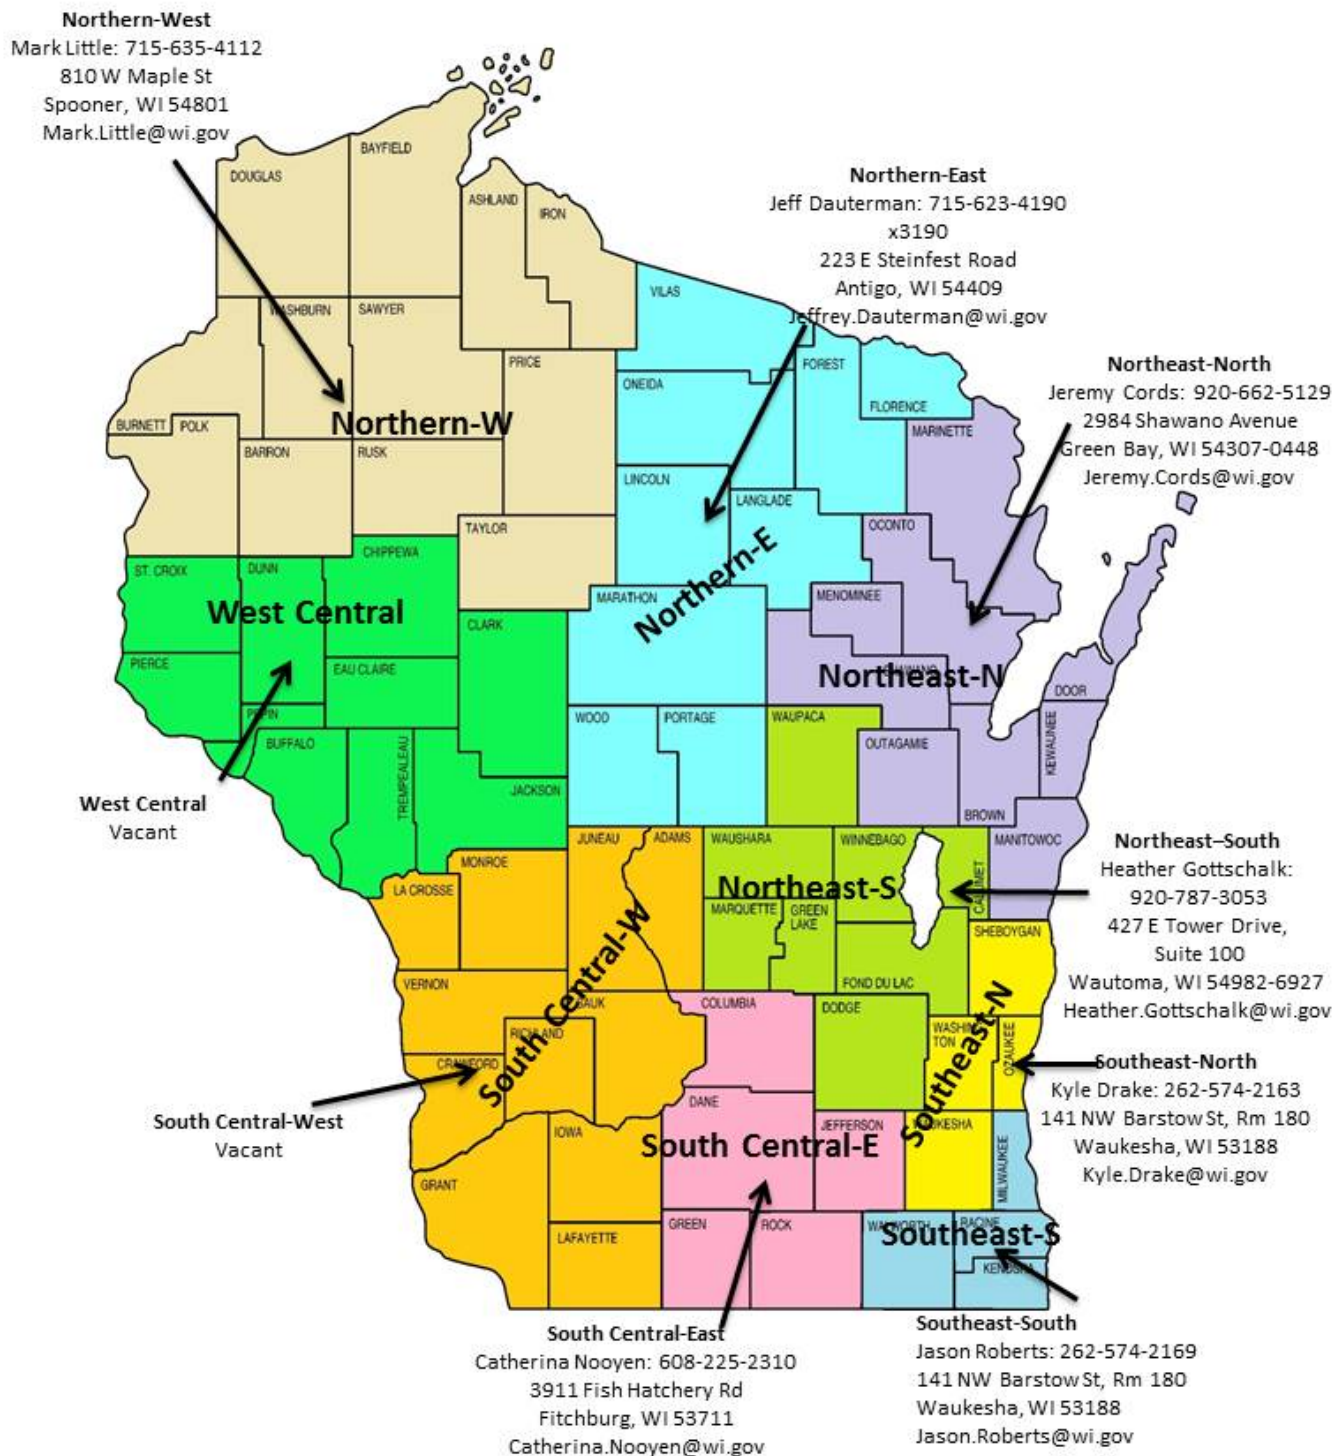 Northern-West
Mark Little: 715-635-4112
810 W Maple St
Spooner, WI 54801
Mark.Little@wi.gov
Northern-East
Jeff Dauterman: 715-623-4190
x3190
223 E Steinfest Road
Antigo, WI 54409
Jeffrey.Dauterman@wi.gov
Northeast-North
Jeremy Cords: 920-662-5129
2984 Shawano Avenue
Green Bay, WI 54307-0448
Jeremy.Cords@wi.gov
BAYFIELD
DOUGLAS
ASHLAND
IRON
VILAS
WASHBURN
SAWYER
PRICE
FOREST
ONEIDA
FLORENCE
BURNETT
POLK
Northern-W
MARINETTE
BARRON
RUSK
LINCOLN
LANGLADE
TAYLOR
OCONTO
CHIPPEWA
ST. CROIX
DUNN
Northern-E
MARATHON
MENOMINEE
West Central
CLARK
PIERCE
EAU CLAIRE
SHAWANO
Northeast-N
DOOR
PEPIN
WOOD
PORTAGE
WAUPACA
BUFFALO
TREMPEALEAU
OUTAGAMIE
KEWAUNEE
JACKSON
BROWN
West Central
Vacant
JUNEAU
ADAMS
WAUSHARA
WINNEBAGO
MANITOWOC
MONROE
CALUMET
LA CROSSE
Northeast-S
MARQUETTE
GREEN
LAKE
SHEBOYGAN
Northeast–South
Heather Gottschalk:
920-787-3053
427 E Tower Drive,
Suite 100
Wautoma, WI 54982-6927
Heather.Gottschalk@wi.gov
VERNON
South Central-W
SAUK
COLUMBIA
FOND DU LAC
DODGE
RICHLAND
WASHING
TON
OZAUKEE
Southeast-N
CRAWFORD
Southeast-North
Kyle Drake: 262-574-2163
141 NW Barstow St, Rm 180
Waukesha, WI 53188
Kyle.Drake@wi.gov
South Central-West
Vacant
DANE
IOWA
JEFFERSON
WAUKESHA
South Central-E
MILWAUKEE
GRANT
GREEN
ROCK
WALWORTH
RACINE
LAFAYETTE
Southeast-S
KENOSHA
South Central-East
Catherina Nooyen: 608-225-2310
3911 Fish Hatchery Rd
Fitchburg, WI 53711
Catherina.Nooyen@wi.gov
Southeast-South
Jason Roberts: 262-574-2169
141 NW Barstow St, Rm 180
Waukesha, WI 53188
Jason.Roberts@wi.gov